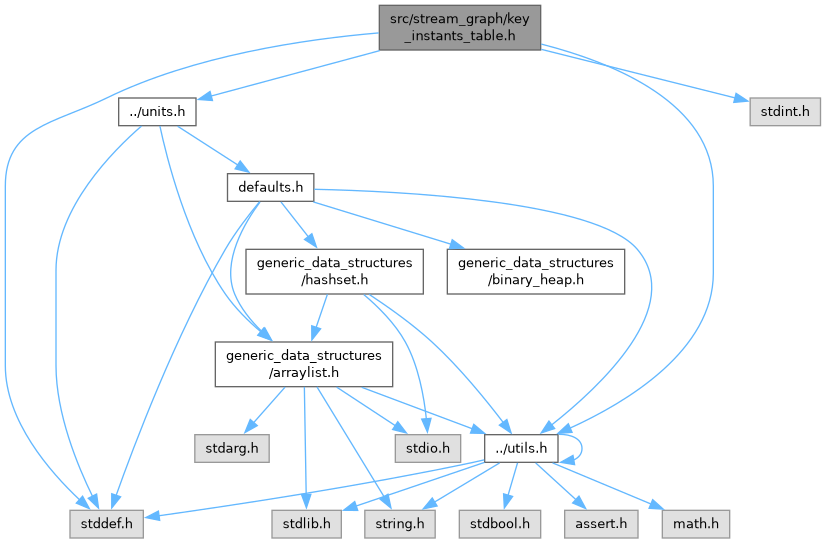 src/stream_graph/key
_instants_table.h
../units.h
stdint.h
defaults.h
generic_data_structures
/hashset.h
generic_data_structures
/binary_heap.h
generic_data_structures
/arraylist.h
stdarg.h
stdio.h
../utils.h
stddef.h
stdlib.h
string.h
stdbool.h
assert.h
math.h